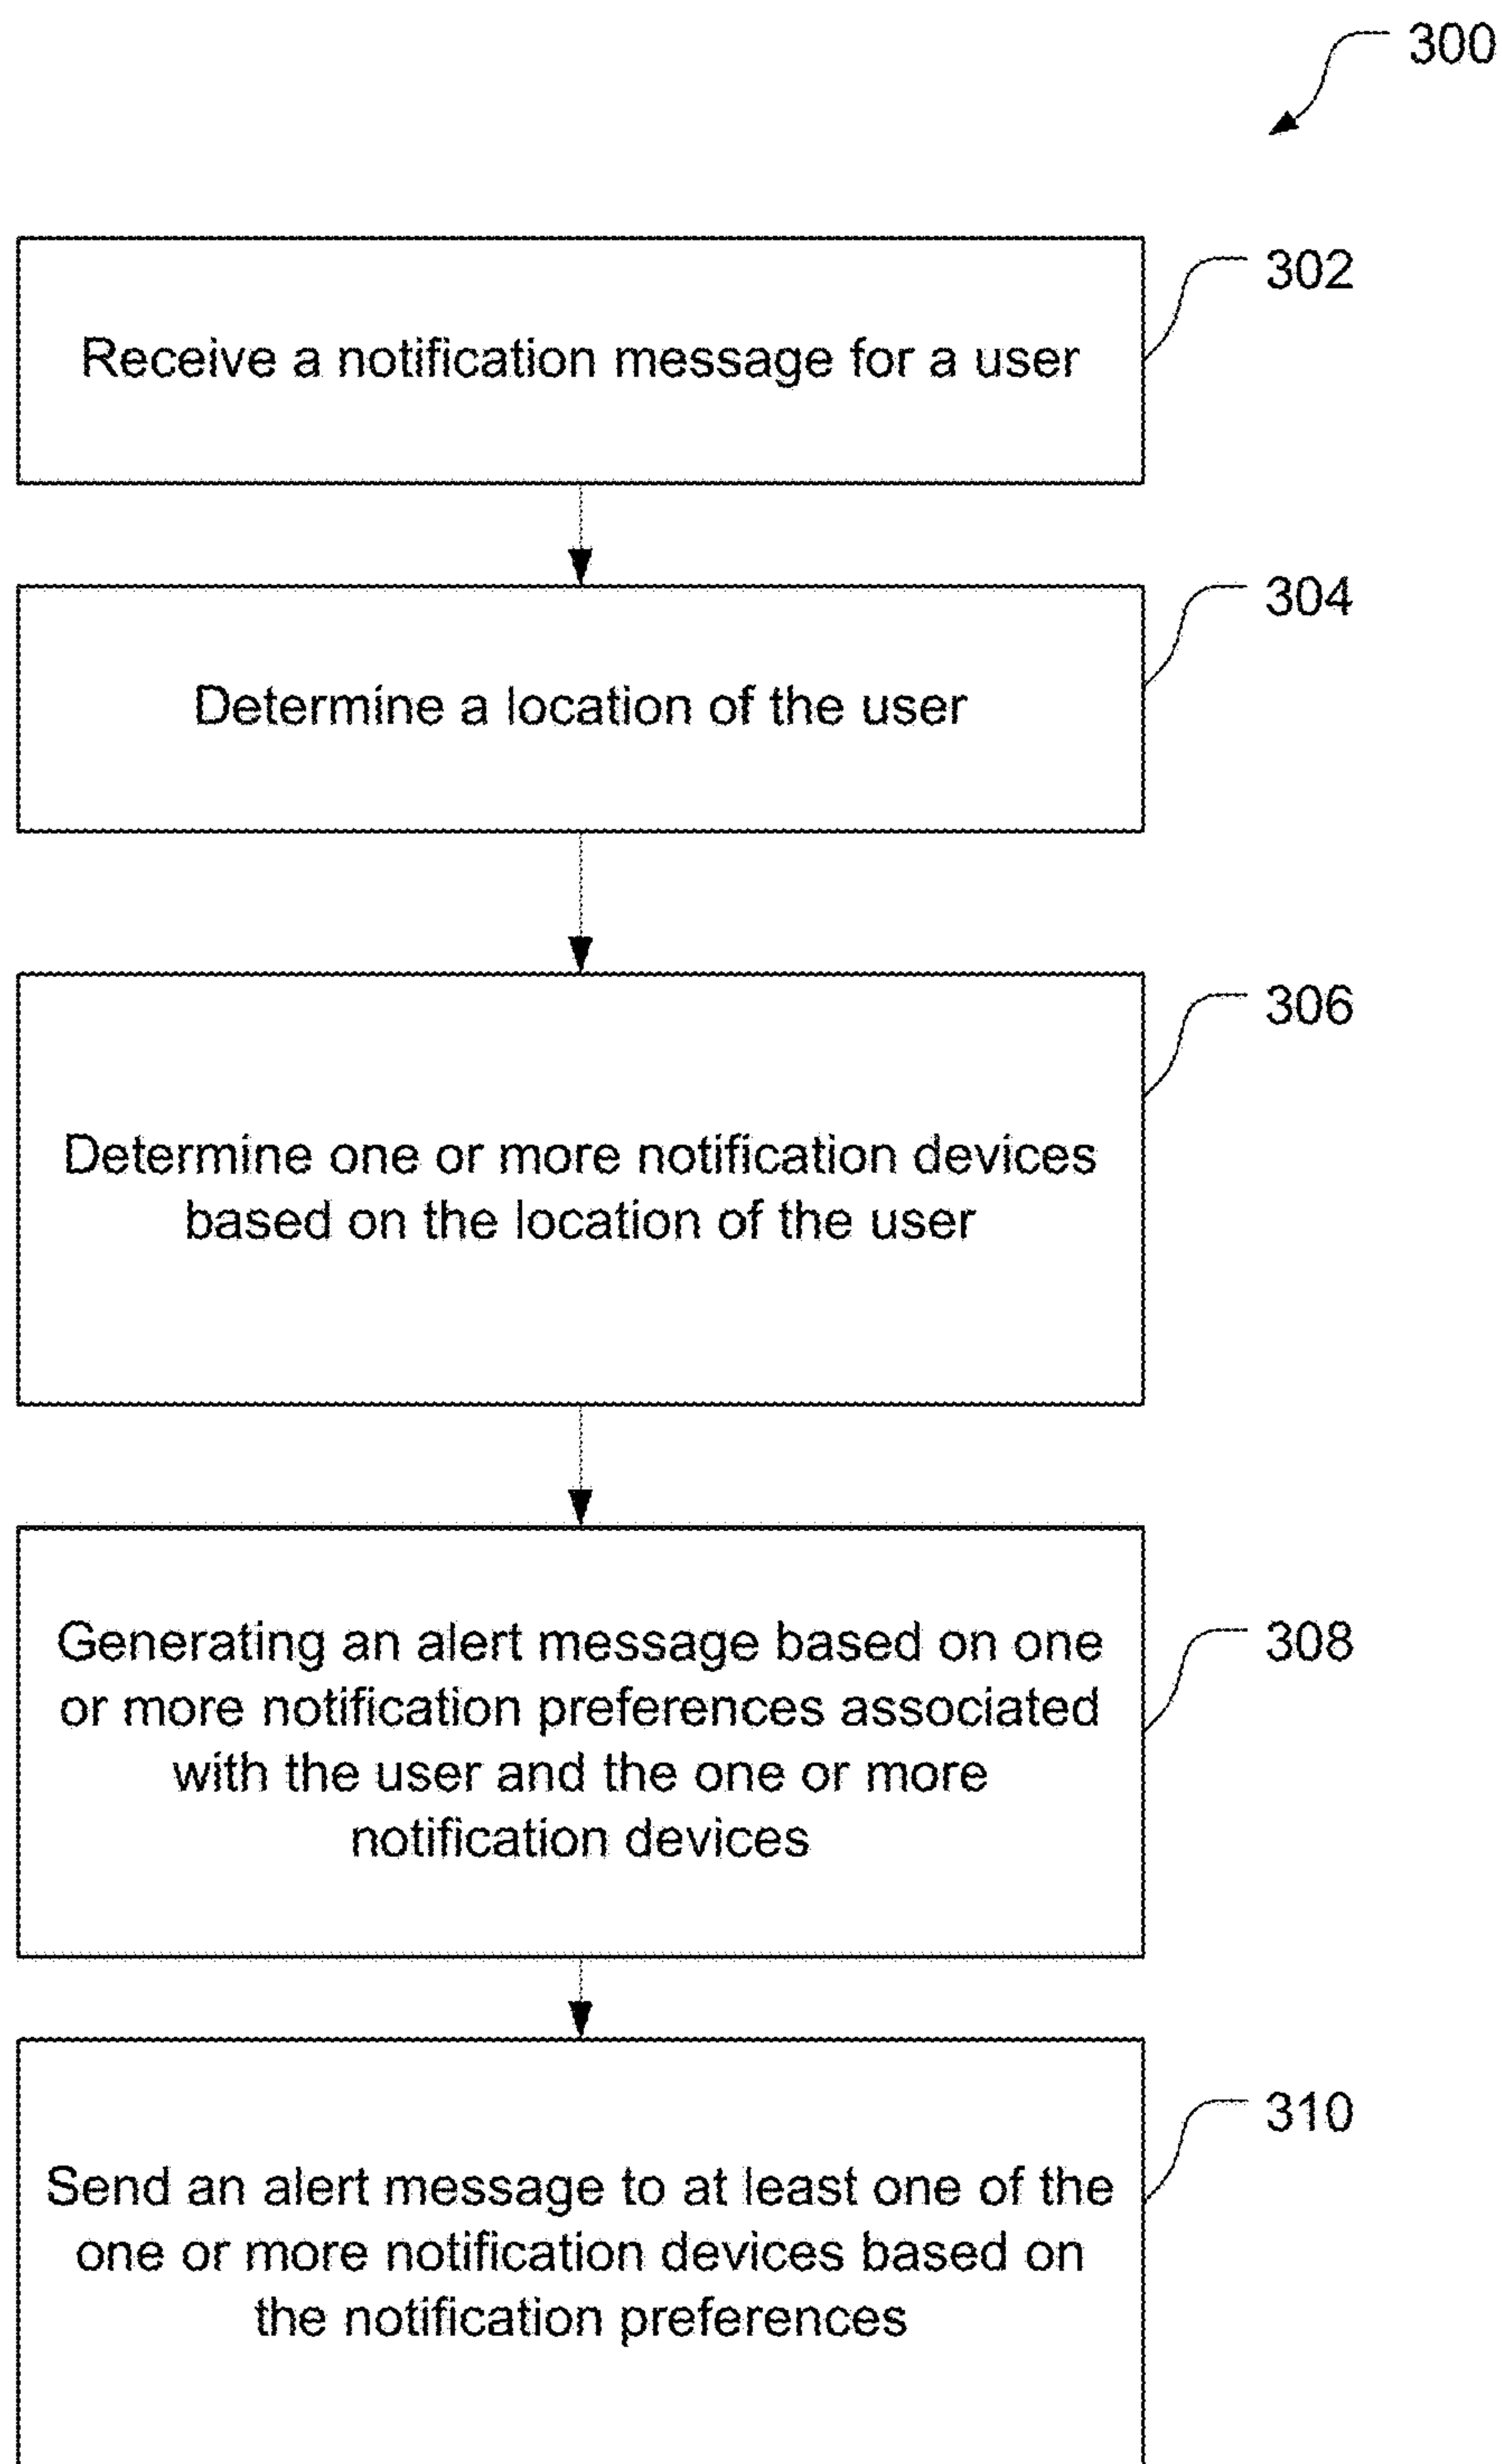 300
302
Receive a notification message for a user
304
Determine a location of the user
306
Determine one or more notification devices
based on the location of the user
308
Generating an alert message based on one
or more notification preferences associated
with the user and the one or more
notification devices
310
Send an alert message to at least one of the
one or more notification devices based on
the notification preferences